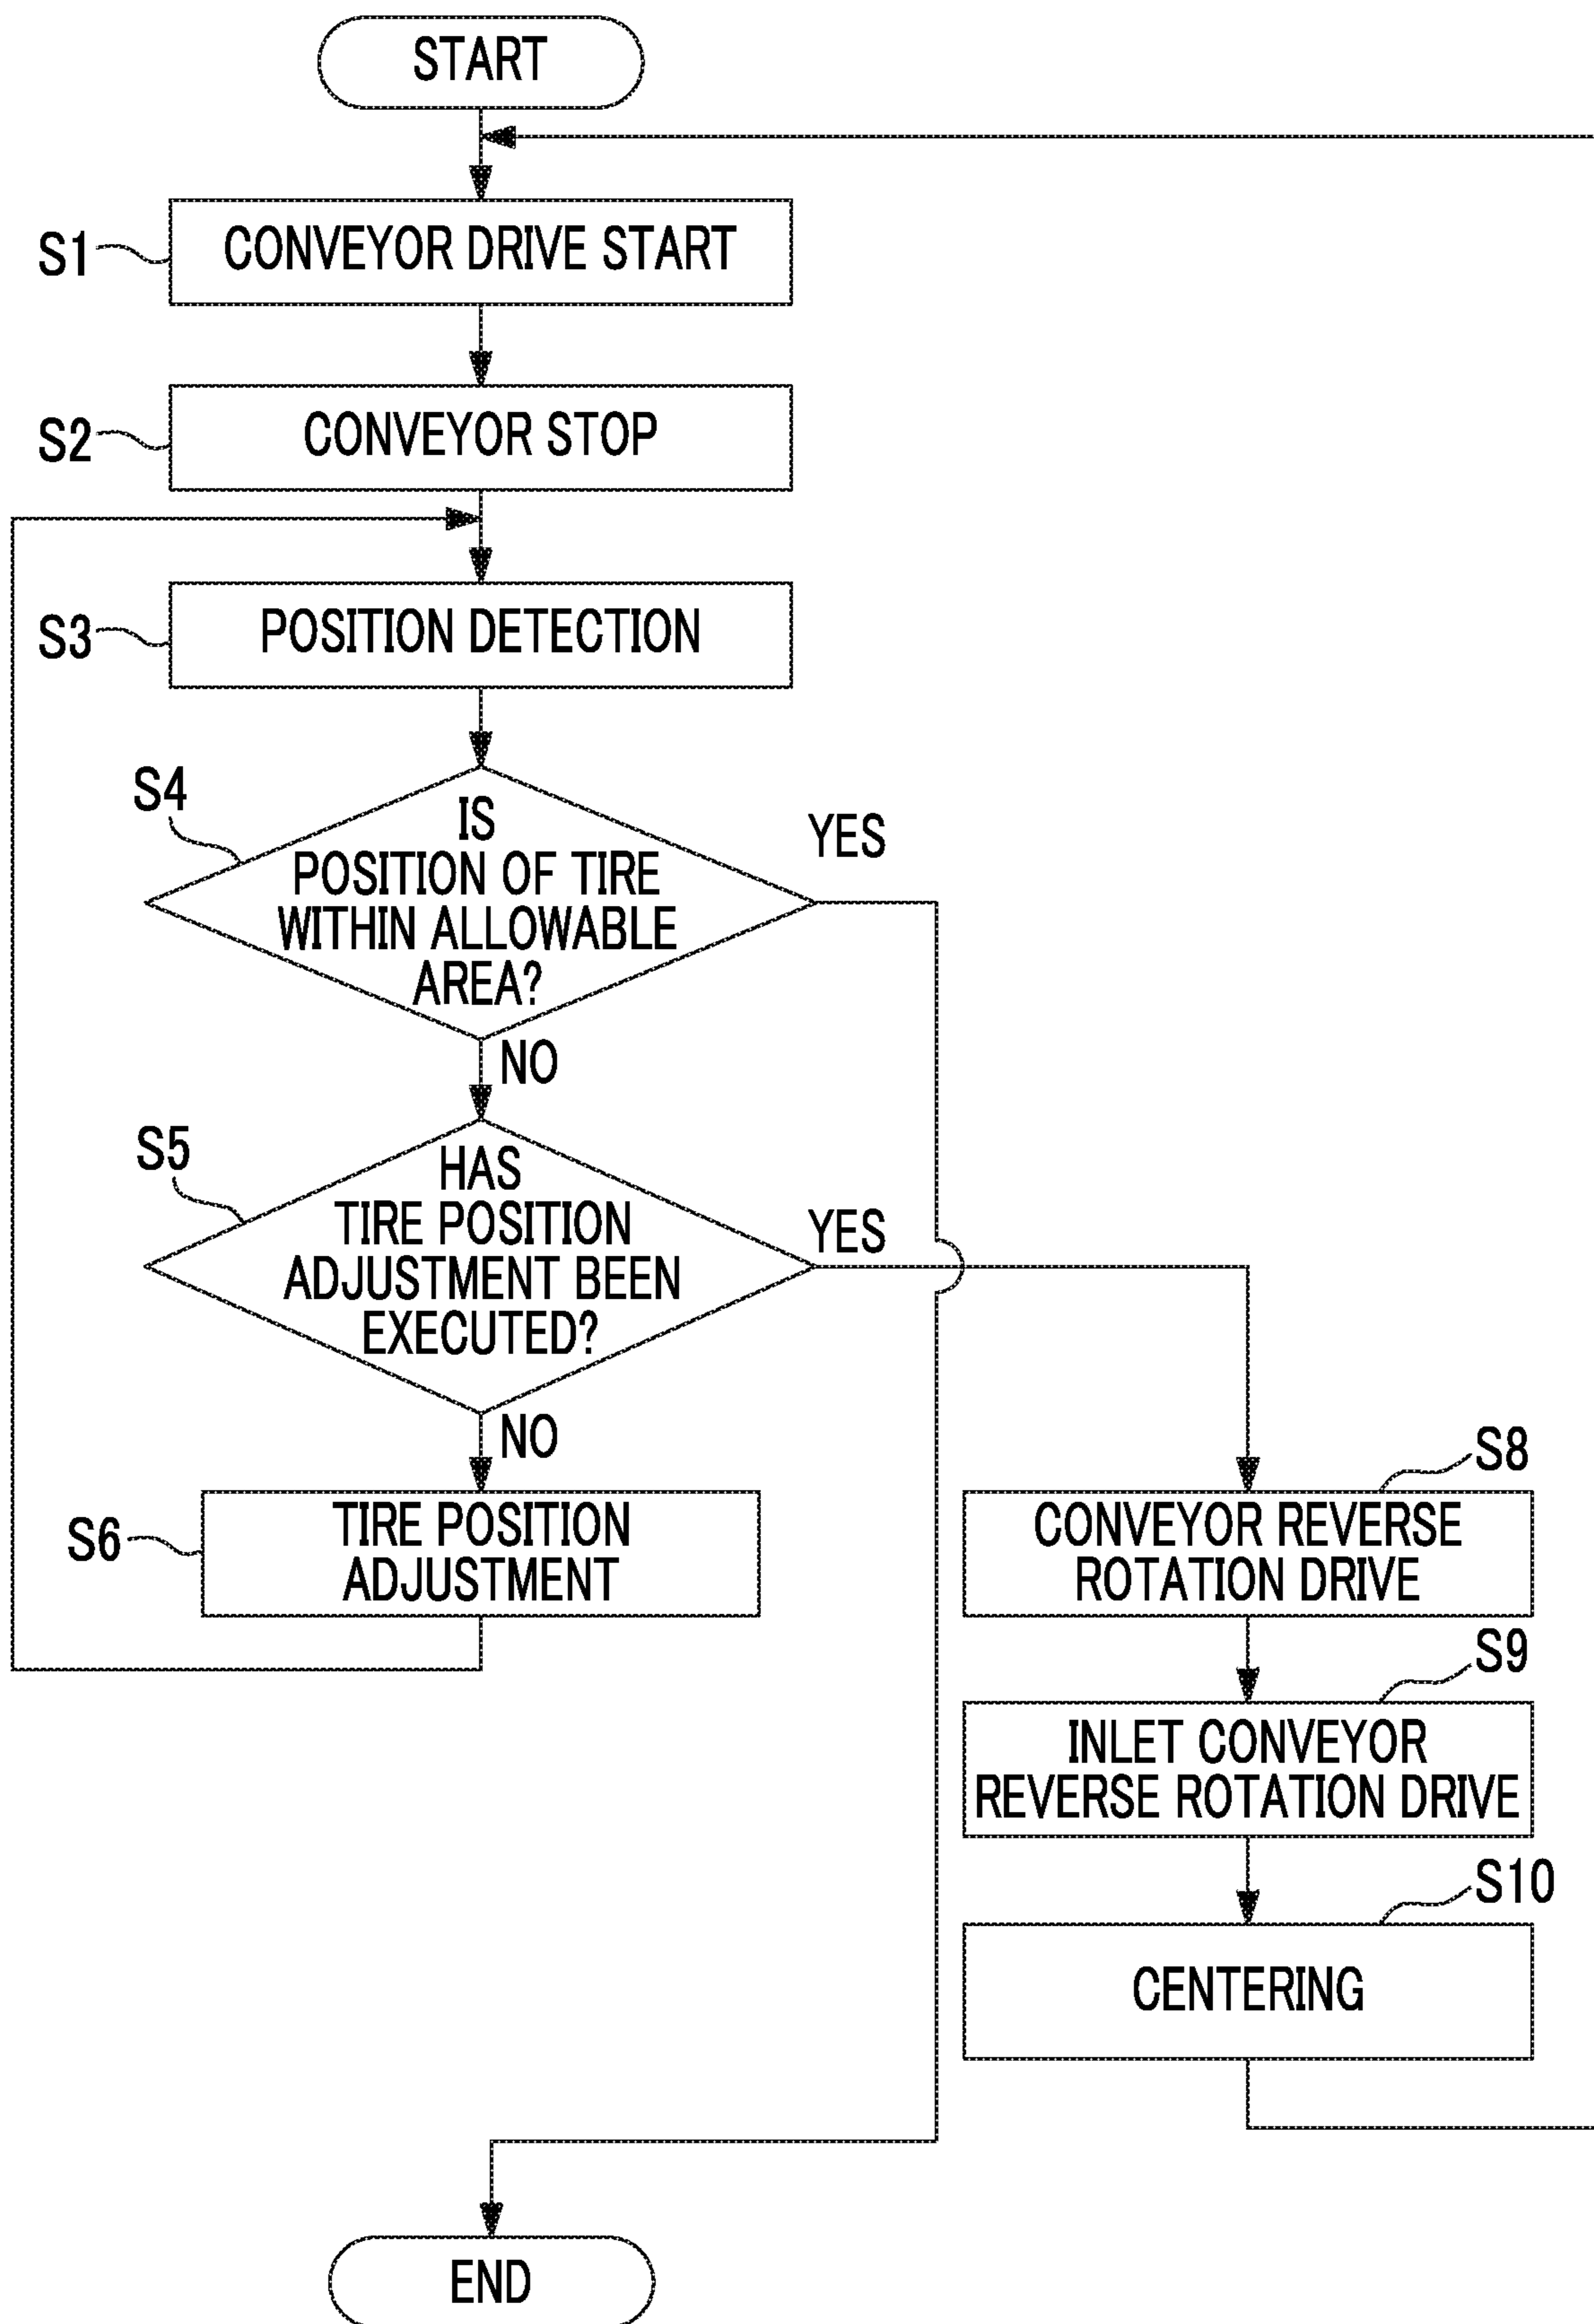 START
S1
CONVEYOR DRIVE START
S2
CONVEYOR STOP
S3
POSITION DETECTION
S4
IS
POSITION OF TIRE
WITHIN ALLOWABLE
AREA?
YES
NO
S5
HAS
TIRE POSITION
ADJUSTMENT BEEN
EXECUTED?
YES
NO
S6
TIRE POSITION
ADJUSTMENT
S8
CONVEYOR REVERSE
ROTATION DRIVE
S9
INLET CONVEYOR
REVERSE ROTATION DRIVE
S10
CENTERING
END